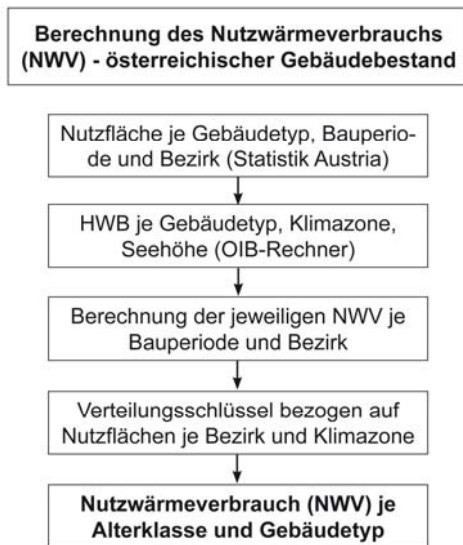 Berechnung des Nutzwärmeverbrauchs
(NWV) - österreichischer Gebäudebestand
Nutzfläche je Gebäudetyp, Bauperio-
de und Bezirk (Statistik Austria)
HWB je Gebäudetyp, Klimazone,
Seehöhe (OIB-Rechner)
Berechnung der jeweiligen NWV je
Bauperiode und Bezirk
Verteilungsschlüssel bezogen auf
Nutzflächen je Bezirk und Klimazone
Nutzwärmeverbrauch (NWV) je
Alterklasse und Gebäudetyp